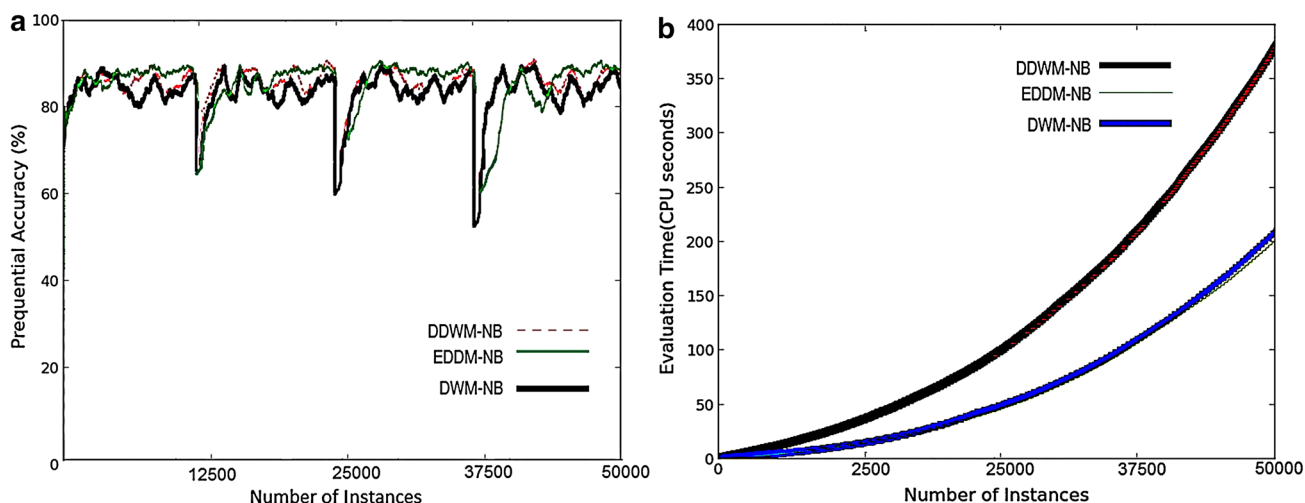 a
Prequential Accuracy (%)
100
80
60
40
20
0
12500
25000
37500
50000
Number of Instances
DDWM-NB
EDDM-NB
DWM-NB
b
Evaluation Time(CPU seconds)
400
350
300
250
200
150
100
50
0
0
2500
25000
37500
50000
Number of Instances
DDWM-NB
EDDM-NB
DWM-NB